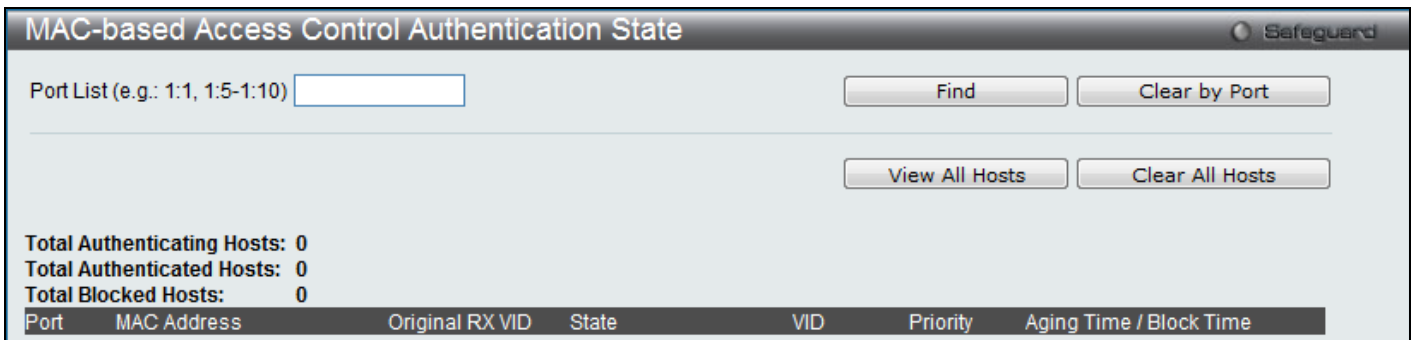 MAC-based Access Control Authentication State
Safeguard
Port List (e.g.: 1:1, 1:5-1:10)
Find
Clear by Port
View All Hosts
Clear All Hosts
Total Authenticating Hosts: 0
Total Authenticated Hosts: 0
Total Blocked Hosts: 0
Port MAC Address Original RX VID State VID Priority Aging Time / Block Time